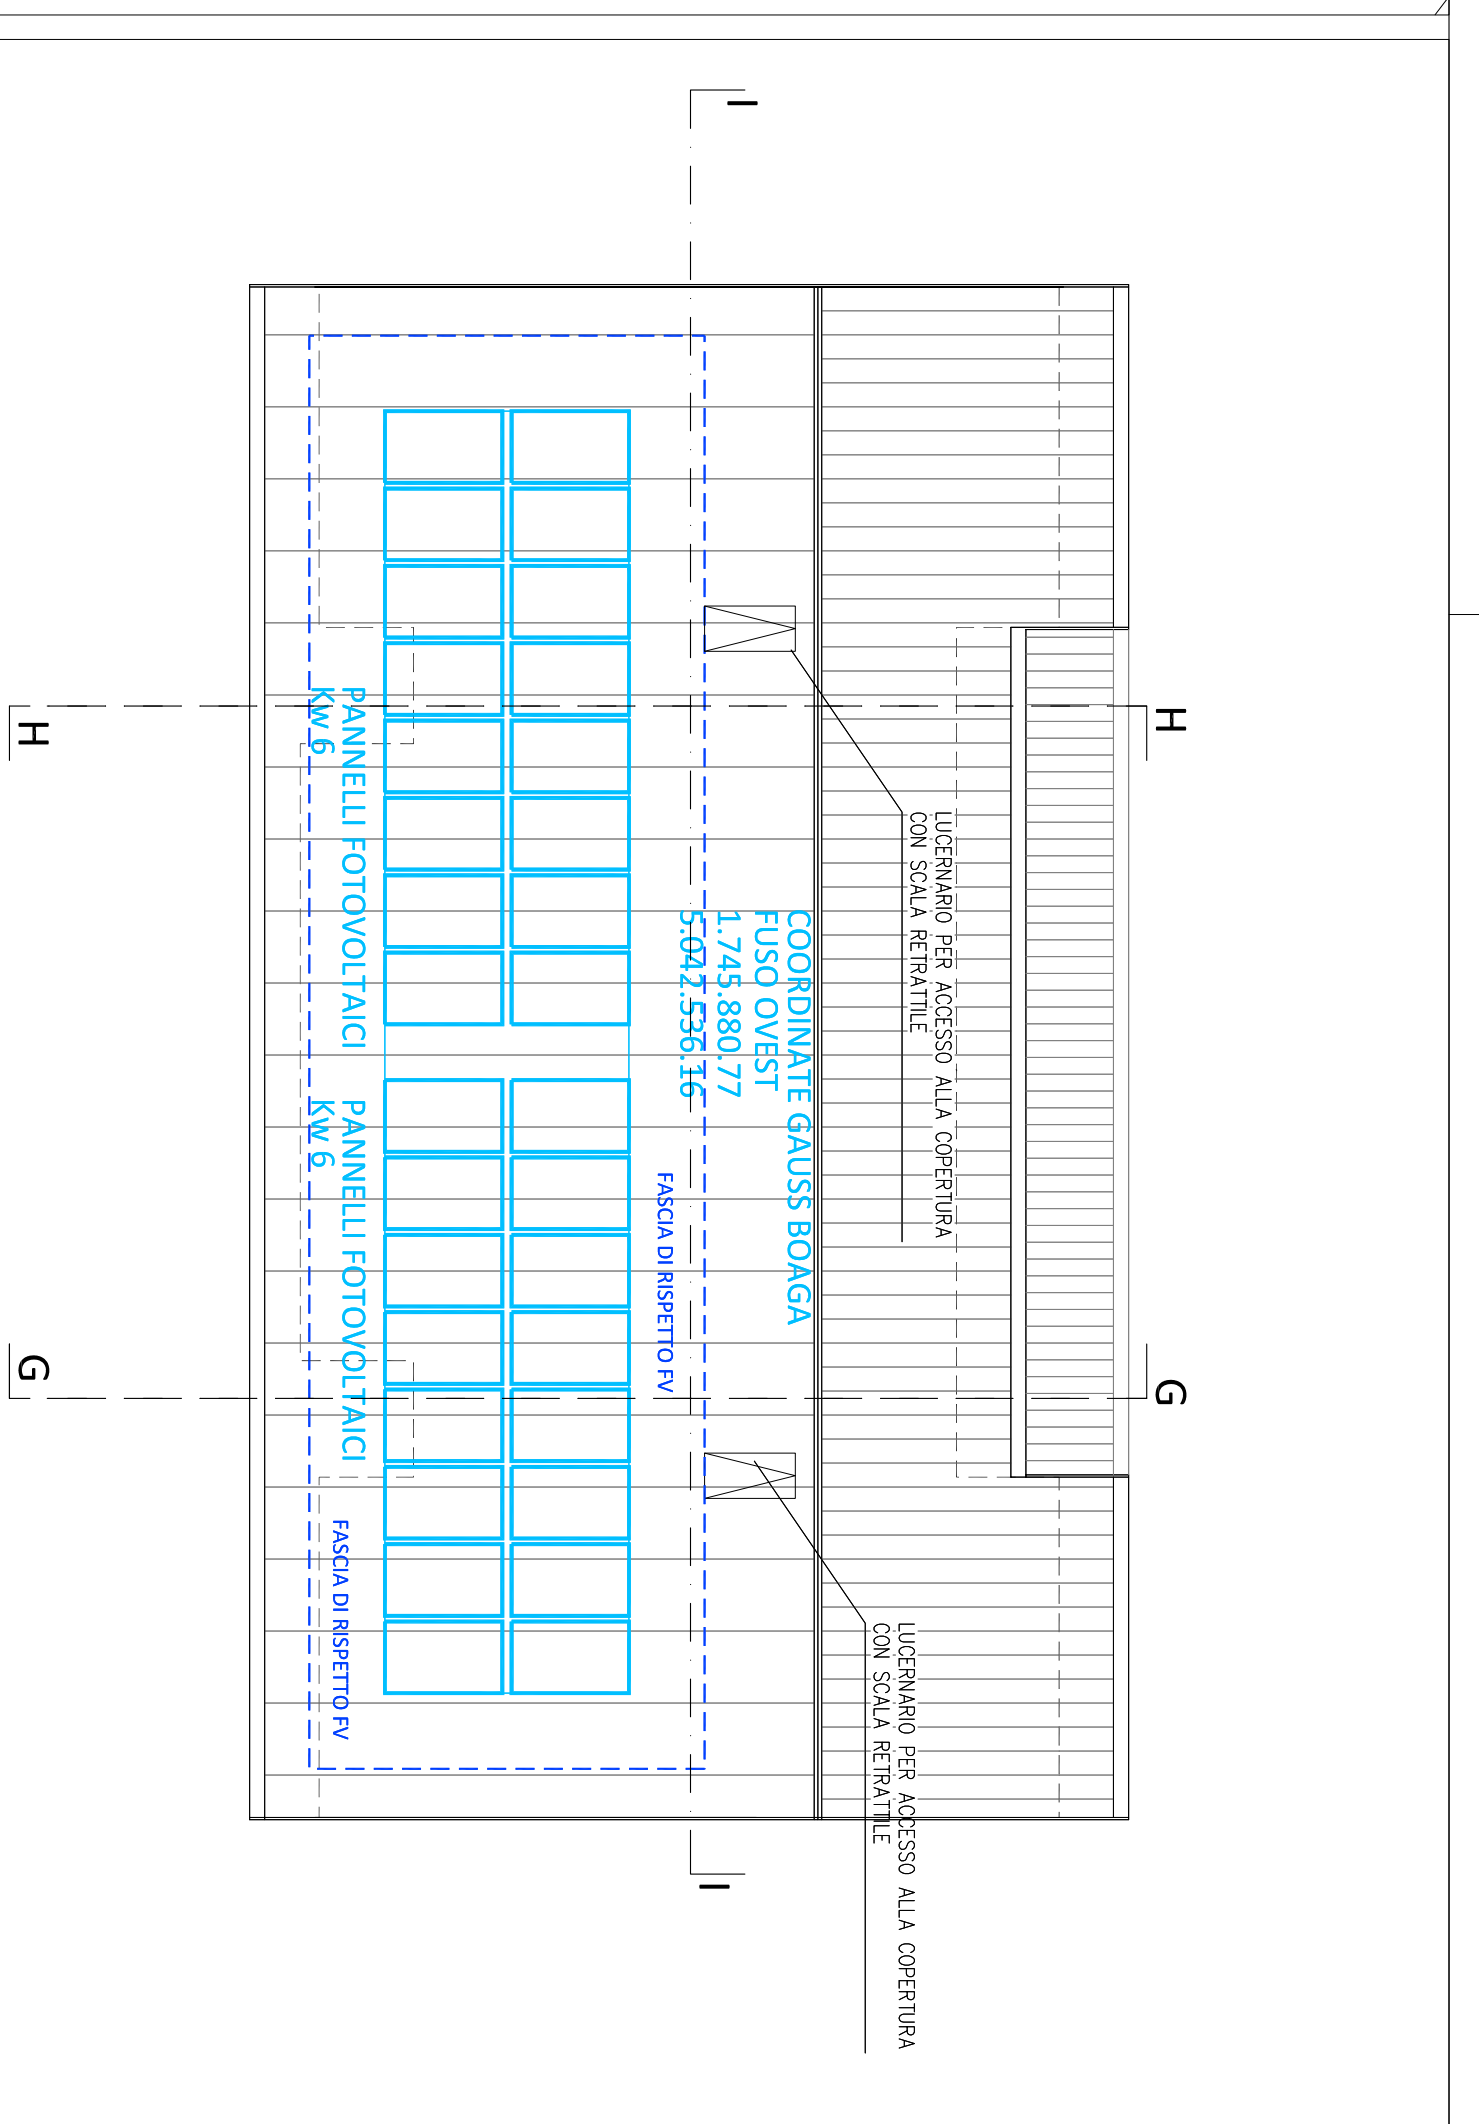 I
H
H
LUCERNARIO PER ACCESSO ALLA COPERTURA
CON SCALA RETRATTILE
COORDINATE GAUSS BOAGA
FUSO OVEST
1.745.880.77
5.042.536.16
PANNELLI FOTOVOLTAICI
Kw 6
PANNELLI FOTOVOLTAICI
Kw 6
FASCIA DI RISPETTO FV
G
G
FASCIA DI RISPETTO FV
LUCERNARIO PER ACCESSO ALLA COPERTURA
CON SCALA RETRATTILE
I